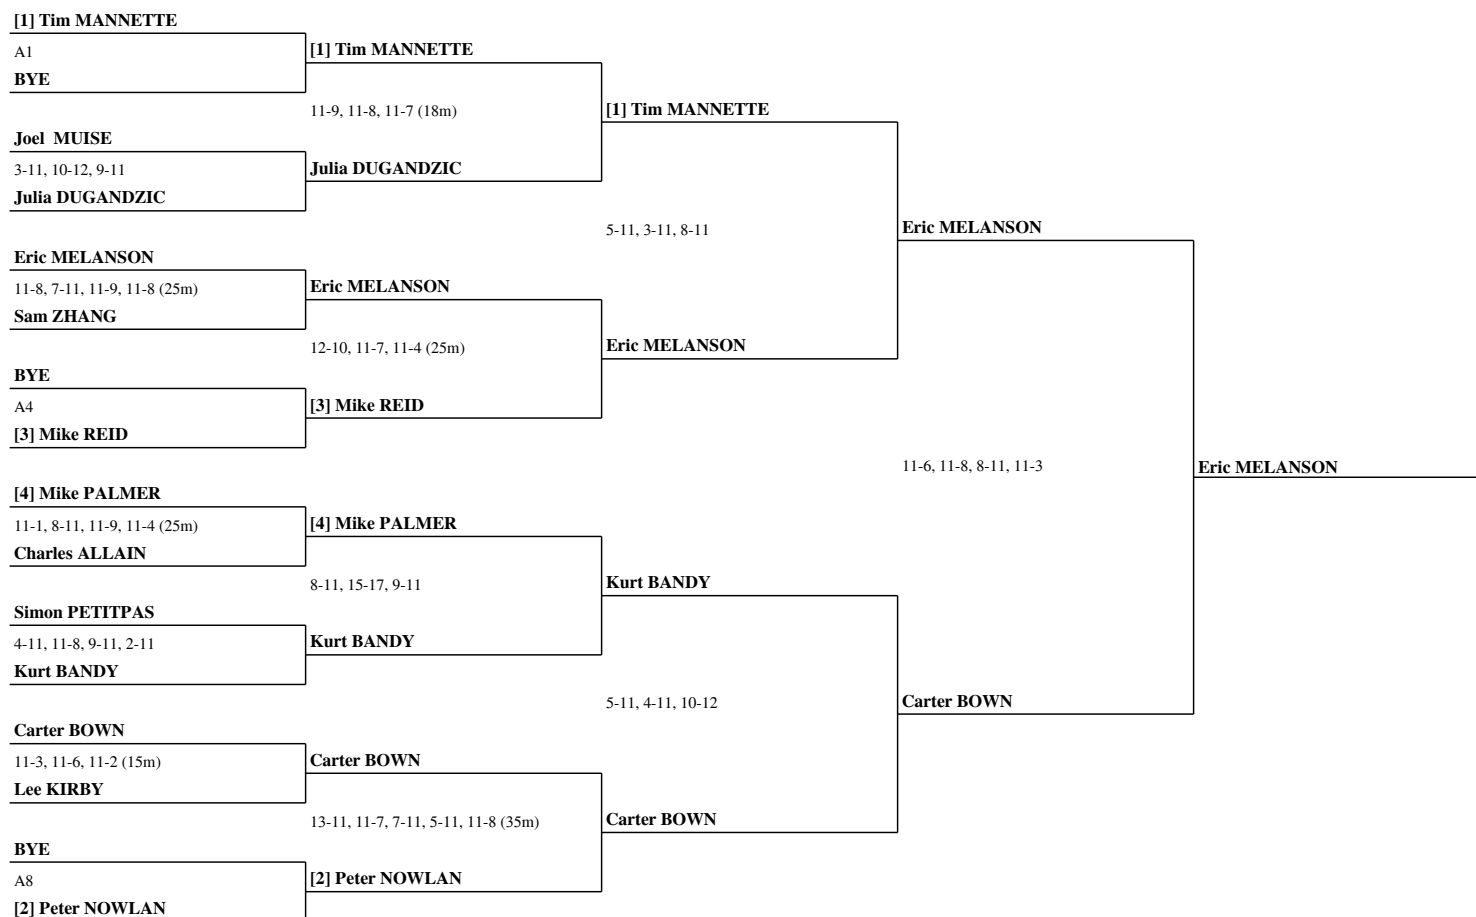 [1] Tim MANNETTE
A1
BYE
Joel  MUISE
3-11, 10-12, 9-11
Julia DUGANDZIC
Eric MELANSON
11-8, 7-11, 11-9, 11-8 (25m)
Sam ZHANG
BYE
A4
[3] Mike REID
[4] Mike PALMER
11-1, 8-11, 11-9, 11-4 (25m)
Charles ALLAIN
Simon PETITPAS
4-11, 11-8, 9-11, 2-11
Kurt BANDY
Carter BOWN
11-3, 11-6, 11-2 (15m)
Lee KIRBY
BYE
A8
[2] Peter NOWLAN
[1] Tim MANNETTE
11-9, 11-8, 11-7 (18m)
Julia DUGANDZIC
Eric MELANSON
12-10, 11-7, 11-4 (25m)
[3] Mike REID
[4] Mike PALMER
8-11, 15-17, 9-11
Kurt BANDY
Carter BOWN
13-11, 11-7, 7-11, 5-11, 11-8 (35m)
[2] Peter NOWLAN
[1] Tim MANNETTE
5-11, 3-11, 8-11
Eric MELANSON
Kurt BANDY
5-11, 4-11, 10-12
Carter BOWN
Eric MELANSON
11-6, 11-8, 8-11, 11-3
Carter BOWN
Eric MELANSON